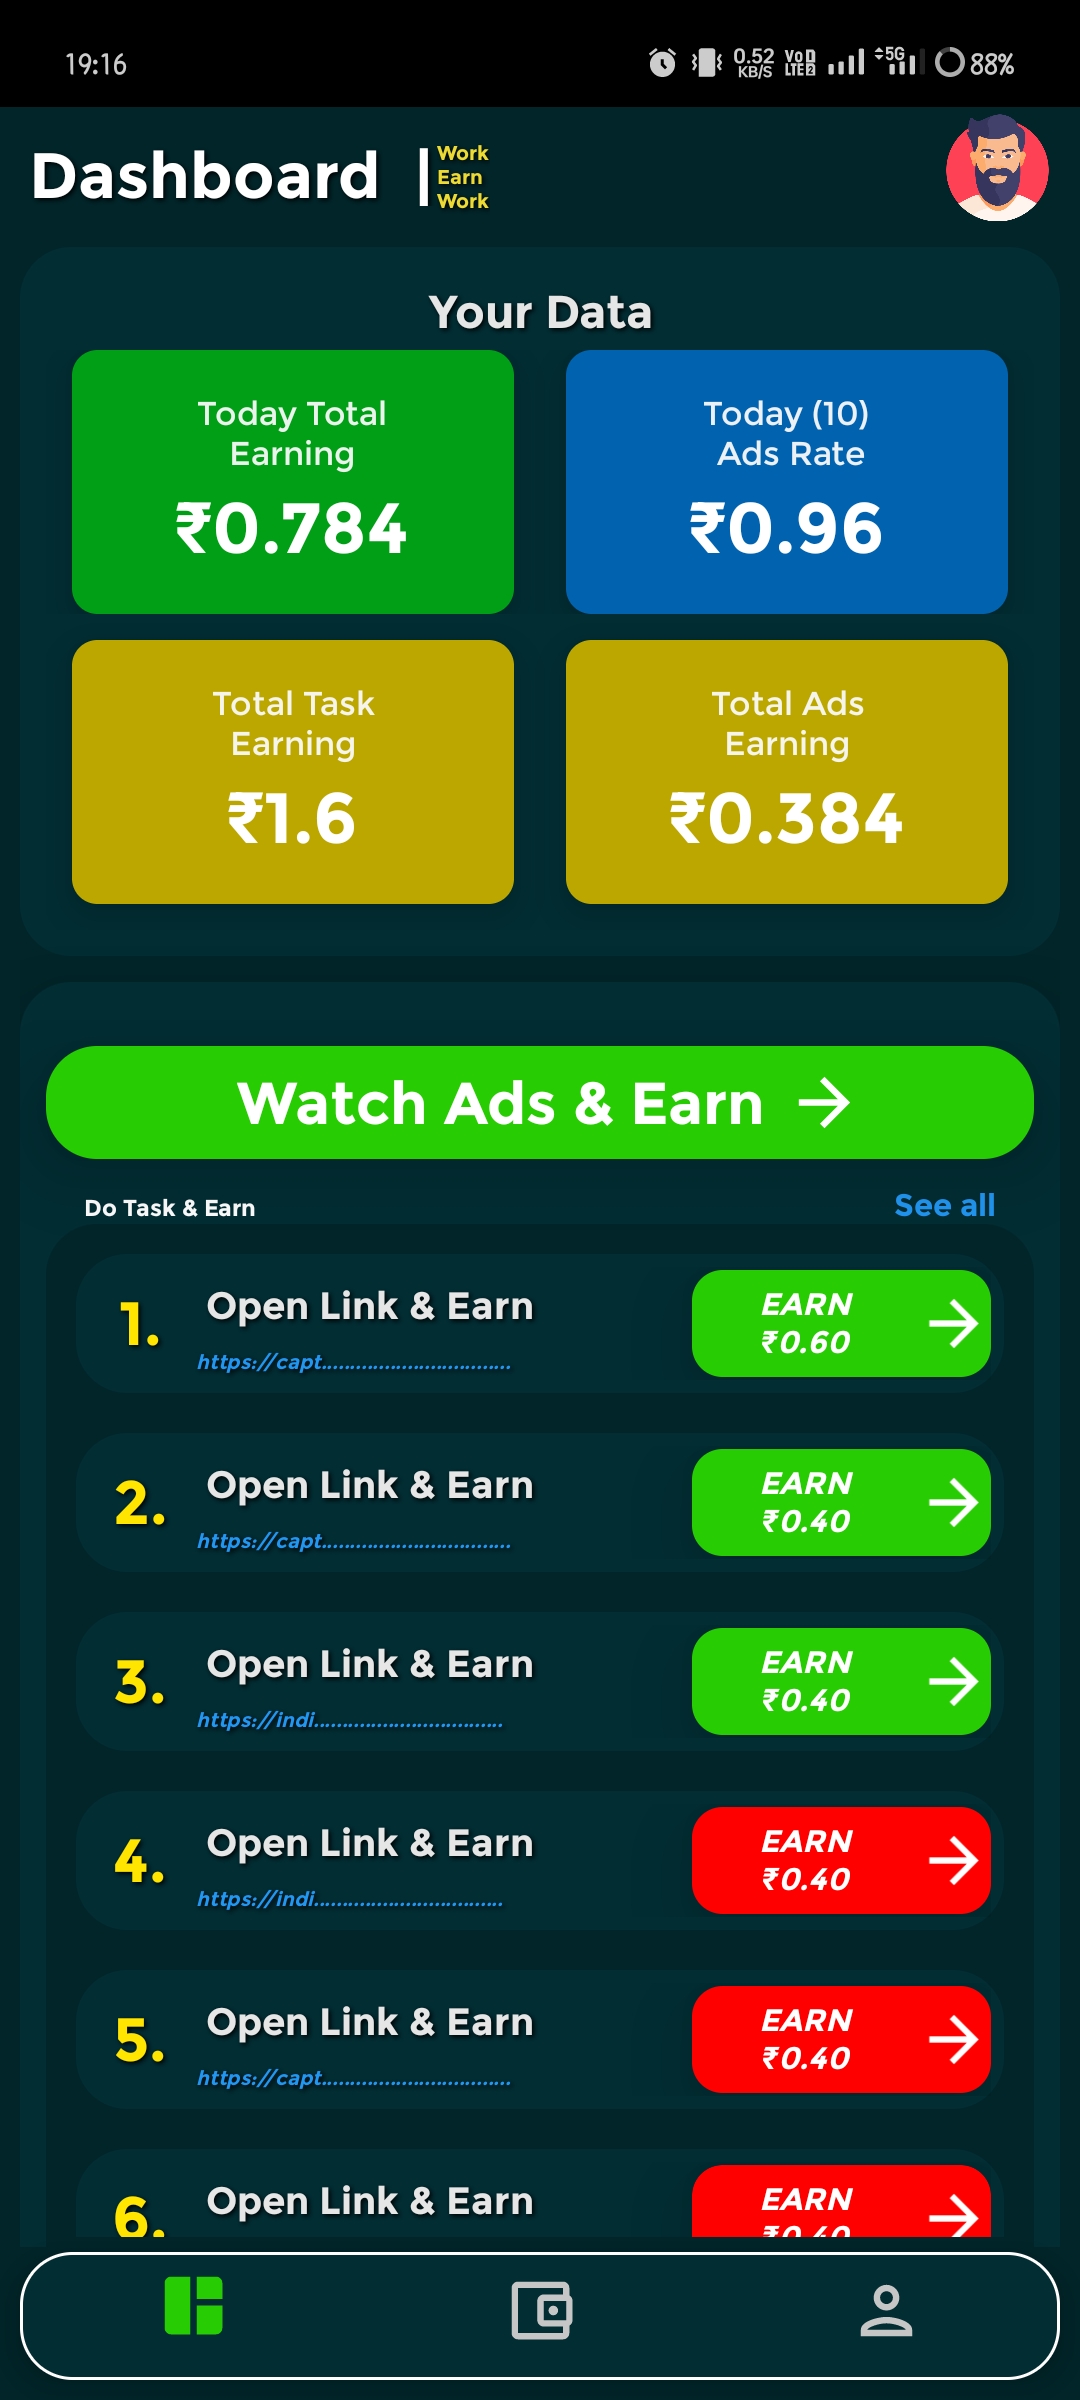 19:16
0.52 KB/S
VoD LTE2
5G
88%
Dashboard
Work
Earn
Work
Your Data
Today Total
Earning
₹0.784
Today (10)
Ads Rate
₹0.96
Total Task
Earning
₹1.6
Total Ads
Earning
₹0.384
Watch Ads & Earn
Do Task & Earn
See all
1.
Open Link & Earn
https://capt.................................
EARN
₹0.60
2.
Open Link & Earn
https://capt.................................
EARN
₹0.40
3.
Open Link & Earn
https://indi.................................
EARN
₹0.40
4.
Open Link & Earn
https://indi.................................
EARN
₹0.40
5.
Open Link & Earn
https://capt.................................
EARN
₹0.40
6.
Open Link & Earn
EARN
₹0.40